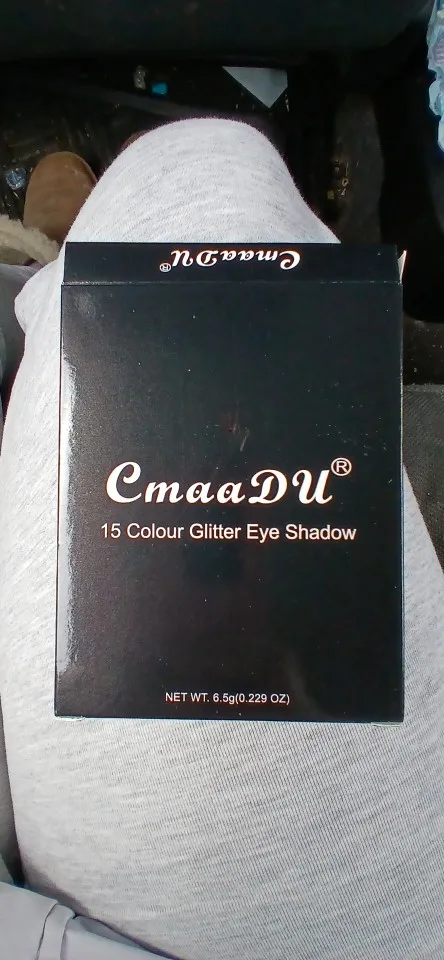 CmaaDU®
CmaaDU®
15 Colour Glitter Eye Shadow
NET WT. 6.5g(0.229 OZ)